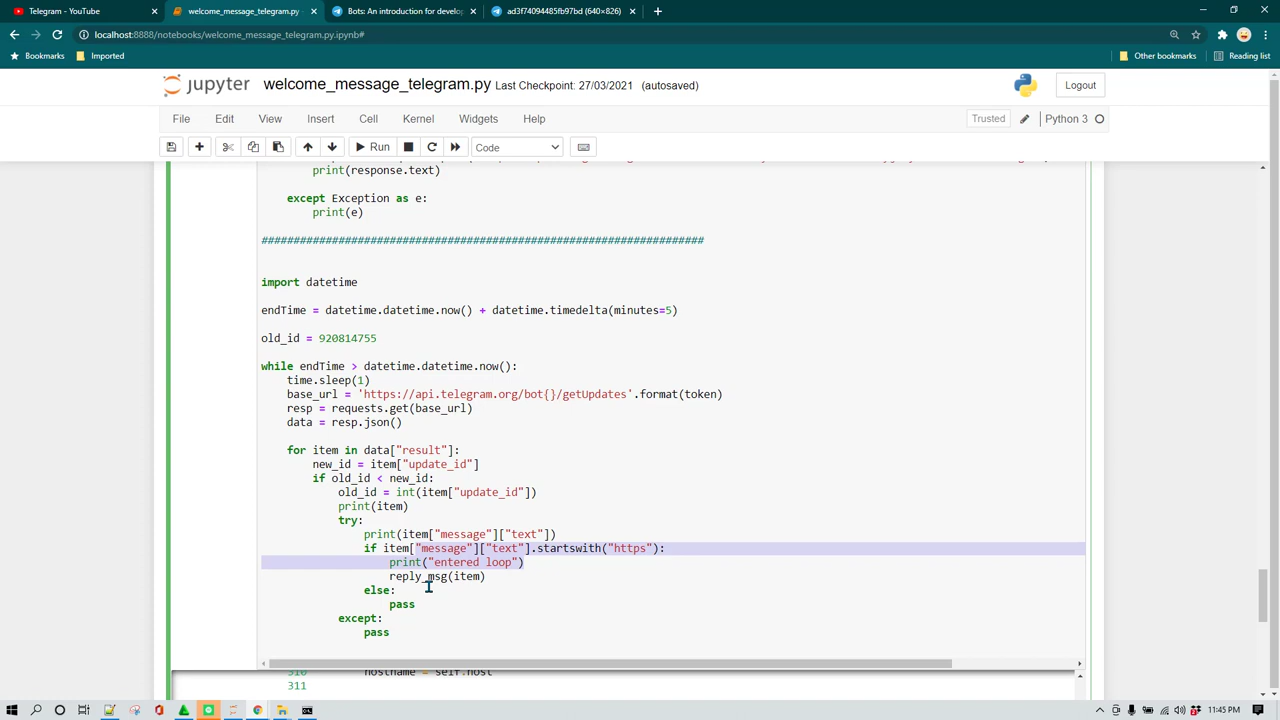 Telegram - YouTube
welcome_message_telegram.py -
Bots: An introduction for develop
ad3f74094485fb97bd (640×826)
localhost:8888/notebooks/welcome_message_telegram.py.ipynb#
Bookmarks
Imported
Other bookmarks
Reading list
jupyter welcome_message_telegram.py Last Checkpoint: 27/03/2021 (autosaved)
Logout
File Edit View Insert Cell Kernel Widgets Help
Trusted
Python 3
Run
Code
print(response.text)
except Exception as e:
print(e)
#####################################################################
import datetime
endTime = datetime.datetime.now() + datetime.timedelta(minutes=5)
old_id = 920814755
while endTime > datetime.datetime.now():
time.sleep(1)
base_url = 'https://api.telegram.org/bot{}/getUpdates'.format(token)
resp = requests.get(base_url)
data = resp.json()
for item in data["result"]:
new_id = item["update_id"]
if old_id < new_id:
old_id = int(item["update_id"])
print(item)
try:
print(item["message"]["text"])
if item["message"]["text"].startswith("https"):
print("entered loop")
reply_msg(item)
else:
pass
except:
pass
310 hostname = self.host
311
11:45 PM